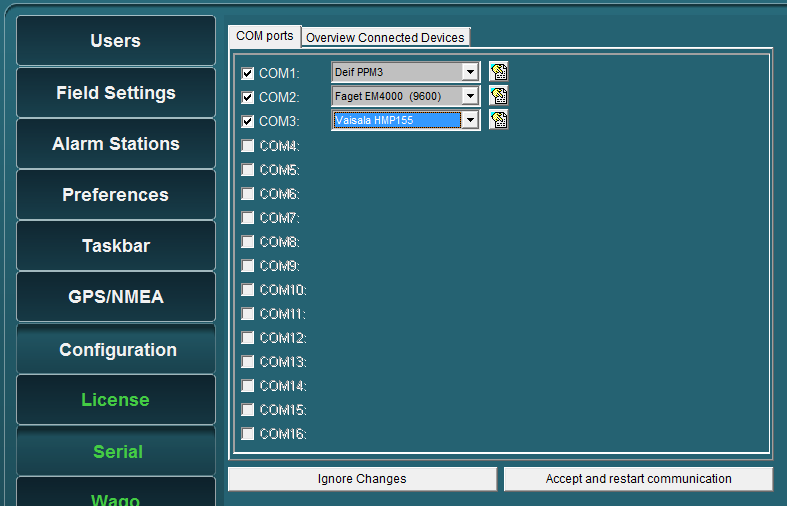 Users
Field Settings
Alarm Stations
Preferences
Taskbar
GPS/NMEA
Configuration
License
Serial
Wago
COM ports
Overview Connected Devices
COM1: Deif PPM3
COM2: Faget EM4000 (9600)
COM3: Vaisala HMP155
COM4:
COM5:
COM6:
COM7:
COM8:
COM9:
COM10:
COM11:
COM12:
COM13:
COM14:
COM15:
COM16:
Ignore Changes
Accept and restart communication